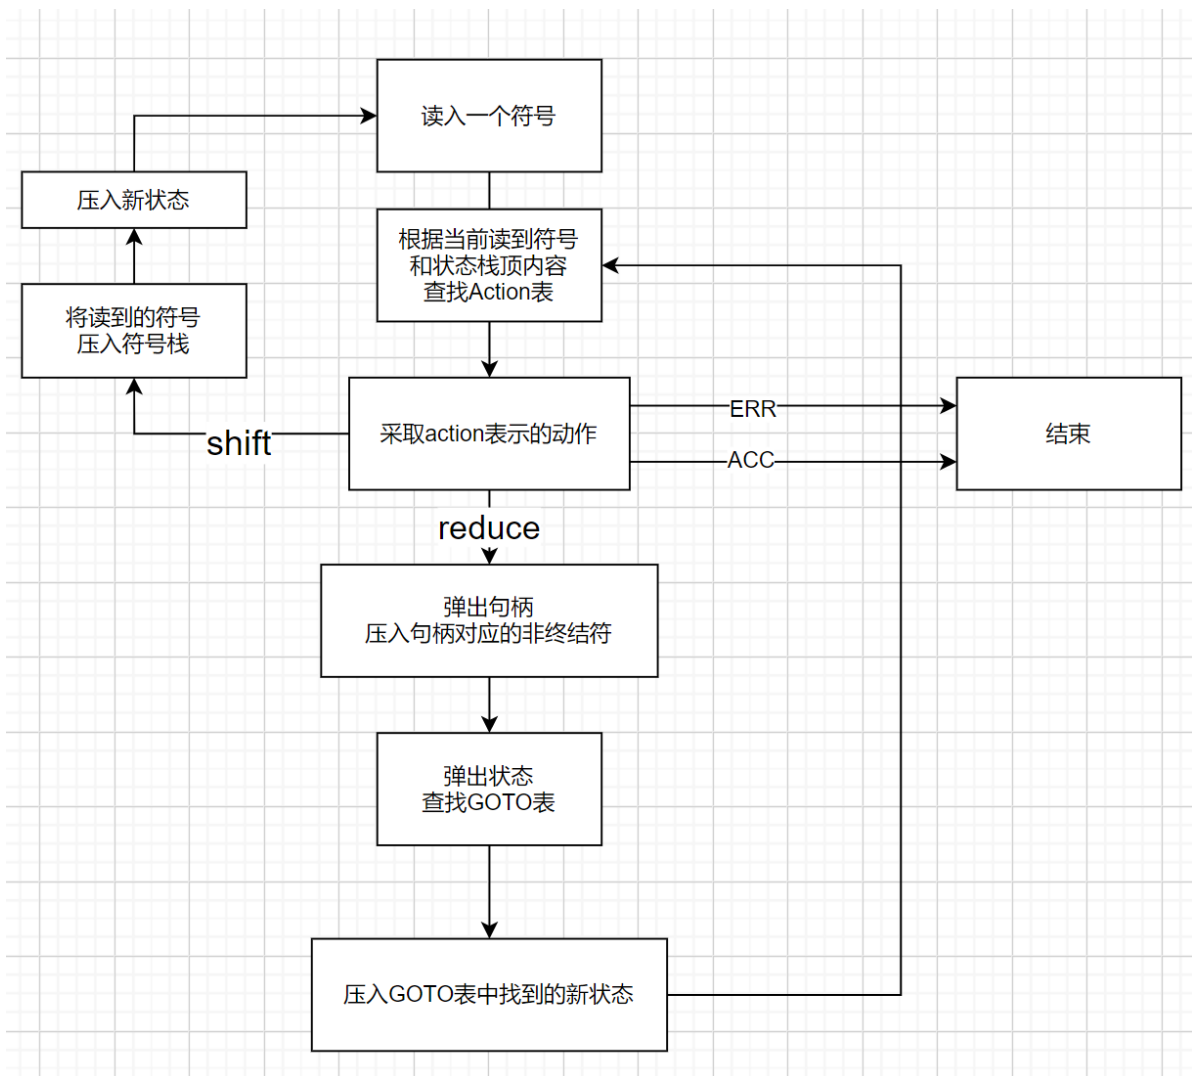 读入一个符号
压入新状态
根据当前读到符号
和状态栈顶内容
查找Action表
将读到的符号
压入符号栈
采取action表示的动作
ERR
ACC
结束
shift
reduce
弹出句柄
压入句柄对应的非终结符
弹出状态
查找GOTO表
压入GOTO表中找到的新状态